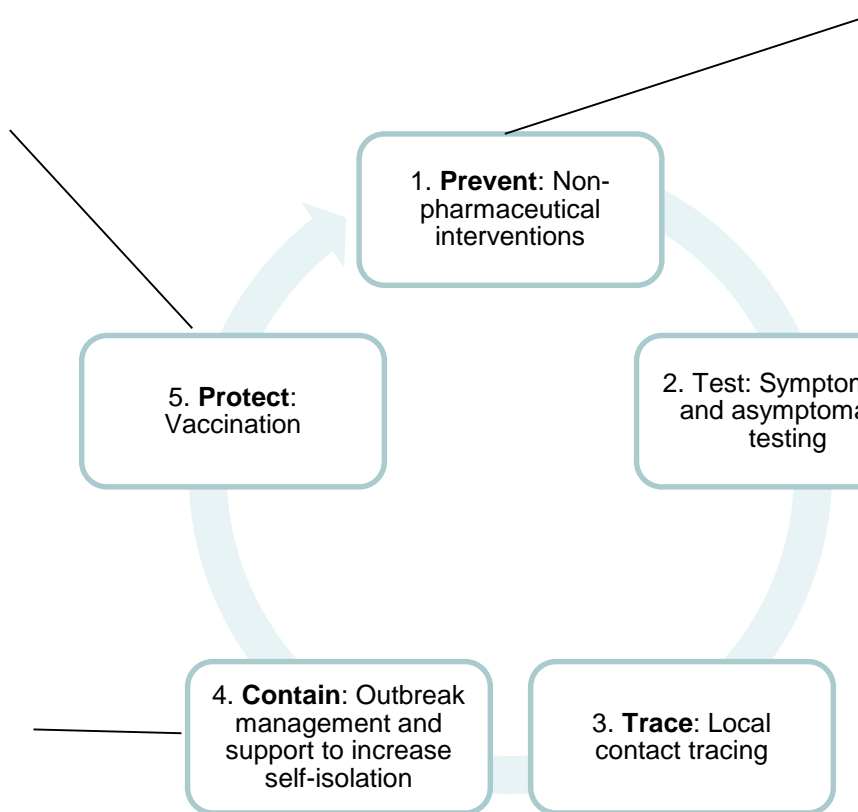 1. Prevent: Non-
pharmaceutical
interventions
2. Test:
and
testing
3. Trace: Local
contact tracing
4. Contain: Outbreak
management and
support to increase
self-isolation
5. Protect:
Vaccination